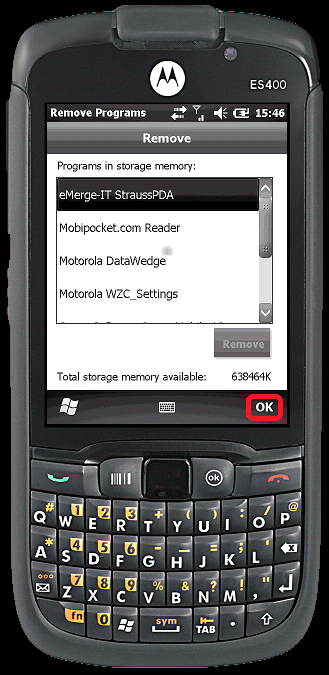 ES400
Remove Programs 15:46
Remove
Programs in storage memory:
eMerge-IT StraussPDA
Mobipocket.com Reader
Motorola DataWedge
Motorola WZC_Settings
Remove
Total storage memory available: 638464K
OK
ok
Q # W 1 E 2 R 3 T + Y ( U ) I : O / P @
A * S 4 D 5 F 6 G - H _ J = K " L '
Z 7 X 8 C 9 V % B & N ? M ! , "
fn 0 sym TAB .